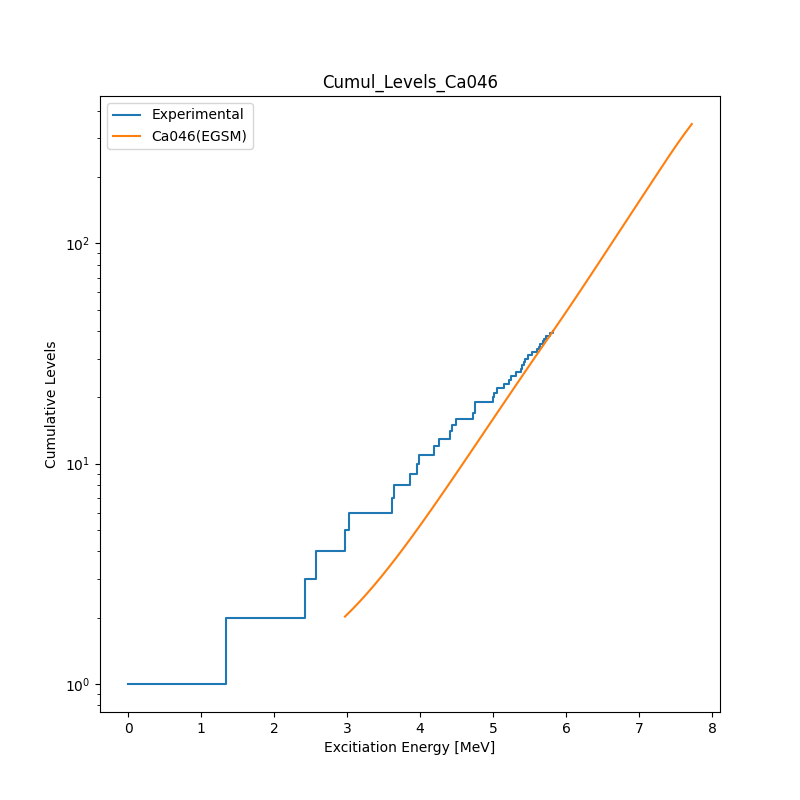 Cumul_Levels_Ca046
Experimental
Ca046(EGSM)
Cumulative Levels
10²
10¹
10⁰
0 1 2 3 4 5 6 7 8
Excitiation Energy [MeV]